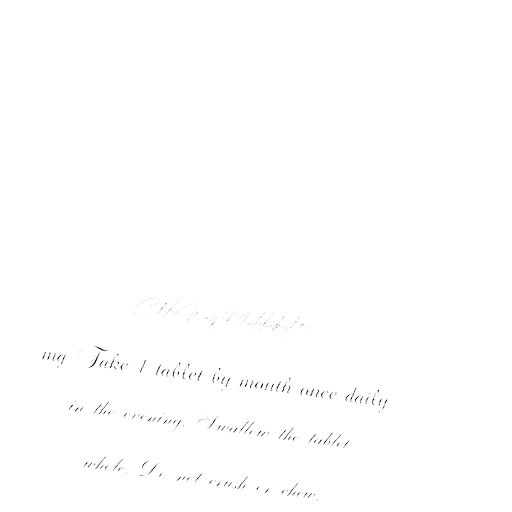 mg Take 1 tablet by mouth once daily
in the evening. Swallow the tablet
whole. Do not crush or chew.